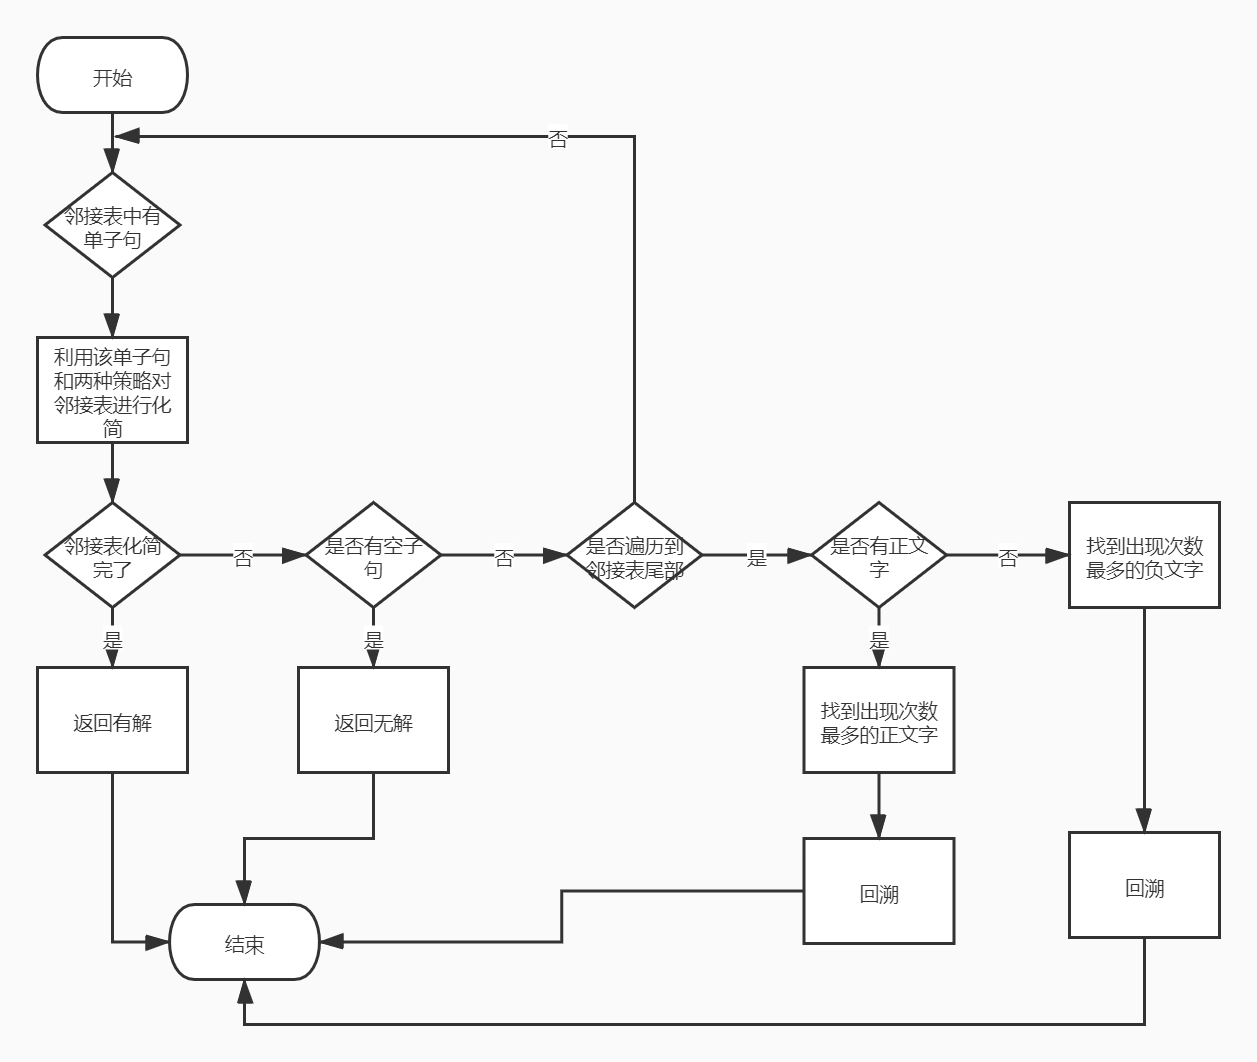 开始
否
邻接表中有
单子句
利用该单子句
和两种策略对
邻接表进行化
简
邻接表化简
完了
否
是否有空子
句
否
是否遍历到
邻接表尾部
是
是否有正文
字
否
找到出现次数
最多的负文字
是
是
是
返回有解
返回无解
找到出现次数
最多的正文字
回溯
回溯
结束